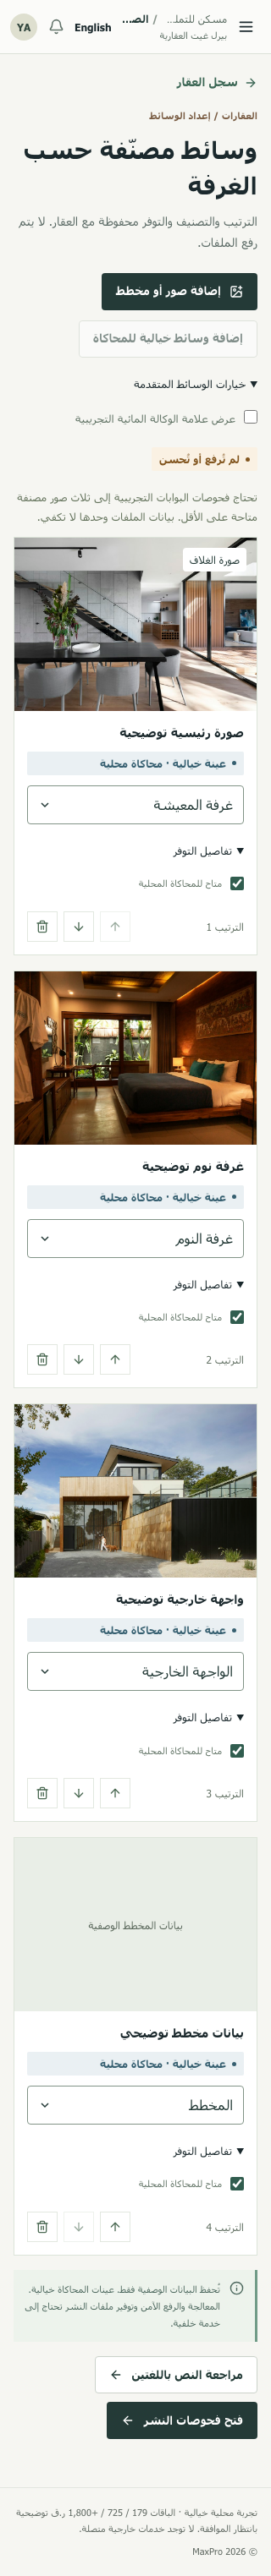 مسكن للتملـ... / الصـ...
بيرل غيت العقارية
English
YA
سجل العقار
العقارات / إعداد الوسائط
وسائط مصنّفة حسب
الغرفة
الترتيب والتصنيف والتوفر محفوظة مع العقار. لا يتم
رفع الملفات.
إضافة صور أو مخطط
إضافة وسائط خيالية للمحاكاة
خيارات الوسائط المتقدمة
عرض علامة الوكالة المائية التجريبية
لم تُرفع أو تُحسن
تحتاج فحوصات البوابات التجريبية إلى ثلاث صور مصنفة
متاحة على الأقل. بيانات الملفات وحدها لا تكفي.
صورة الغلاف
صورة رئيسية توضيحية
عينة خيالية · محاكاة محلية
غرفة المعيشة
تفاصيل التوفر
متاح للمحاكاة المحلية
الترتيب 1
غرفة نوم توضيحية
عينة خيالية · محاكاة محلية
غرفة النوم
تفاصيل التوفر
متاح للمحاكاة المحلية
الترتيب 2
واجهة خارجية توضيحية
عينة خيالية · محاكاة محلية
الواجهة الخارجية
تفاصيل التوفر
متاح للمحاكاة المحلية
الترتيب 3
بيانات المخطط الوصفية
بيانات مخطط توضيحي
عينة خيالية · محاكاة محلية
المخطط
تفاصيل التوفر
متاح للمحاكاة المحلية
الترتيب 4
تُحفظ البيانات الوصفية فقط. عينات المحاكاة خيالية.
المعالجة والرفع الآمن وتوفير ملفات النشر تحتاج إلى
خدمة خلفية.
مراجعة النص باللغتين
فتح فحوصات النشر
تجربة محلية خيالية · الباقات 179 / 725 / +1,800 ر.ق توضيحية
بانتظار الموافقة. لا توجد خدمات خارجية متصلة.
© 2026 MaxPro